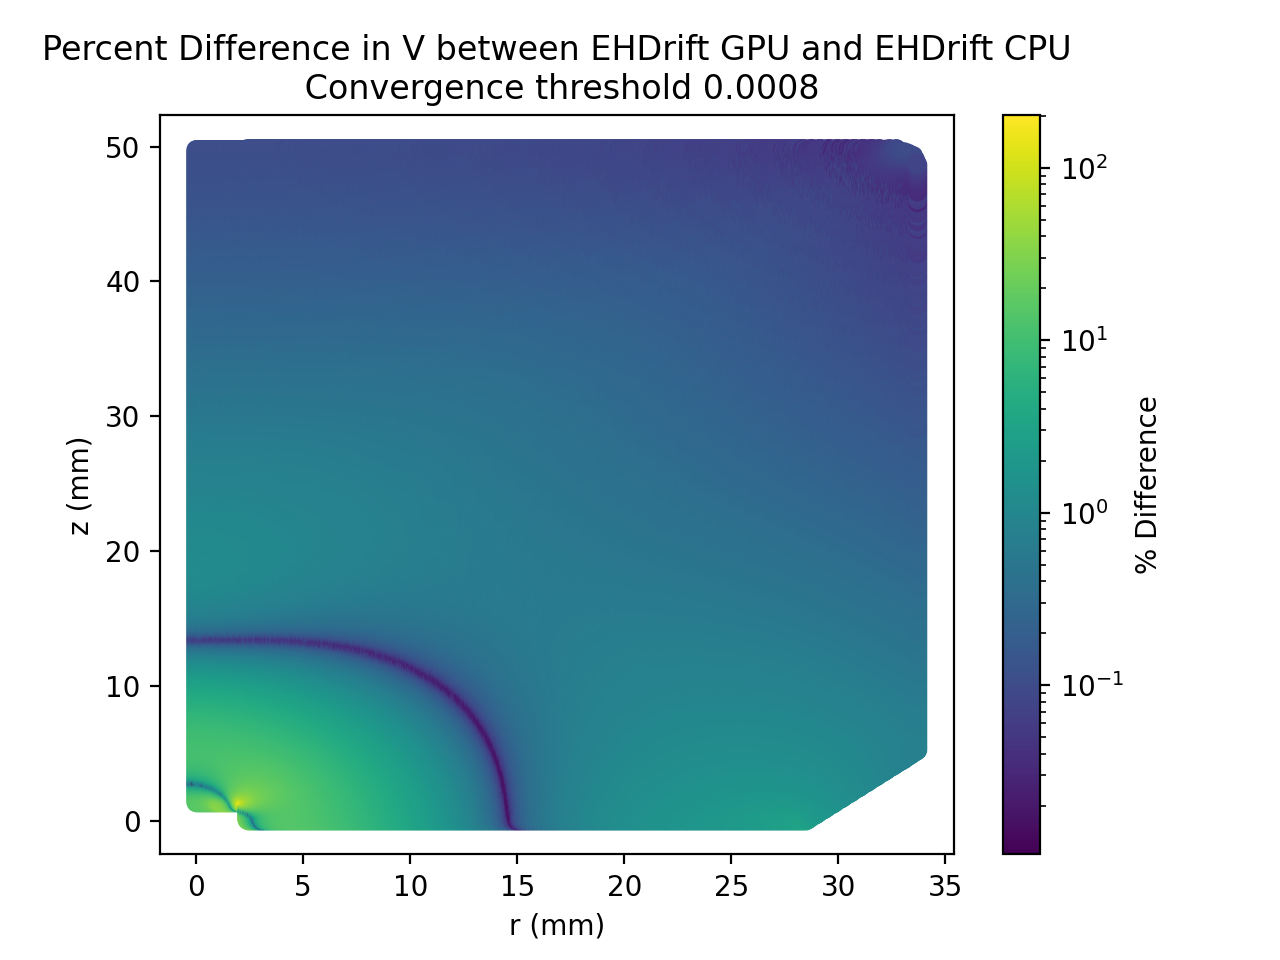 Percent Difference in V between EHDrift GPU and EHDrift CPU
Convergence threshold 0.0008
50
40
30
20
10
0
z (mm)
0 5 10 15 20 25 30 35
r (mm)
10²
10¹
10⁰
10⁻¹
% Difference